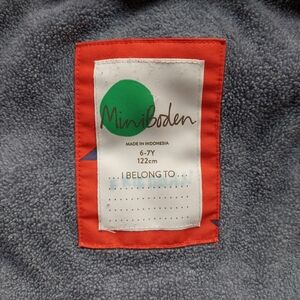 MiniBoden
MADE IN INDONESIA
6-7Y
122cm
...I BELONG TO...